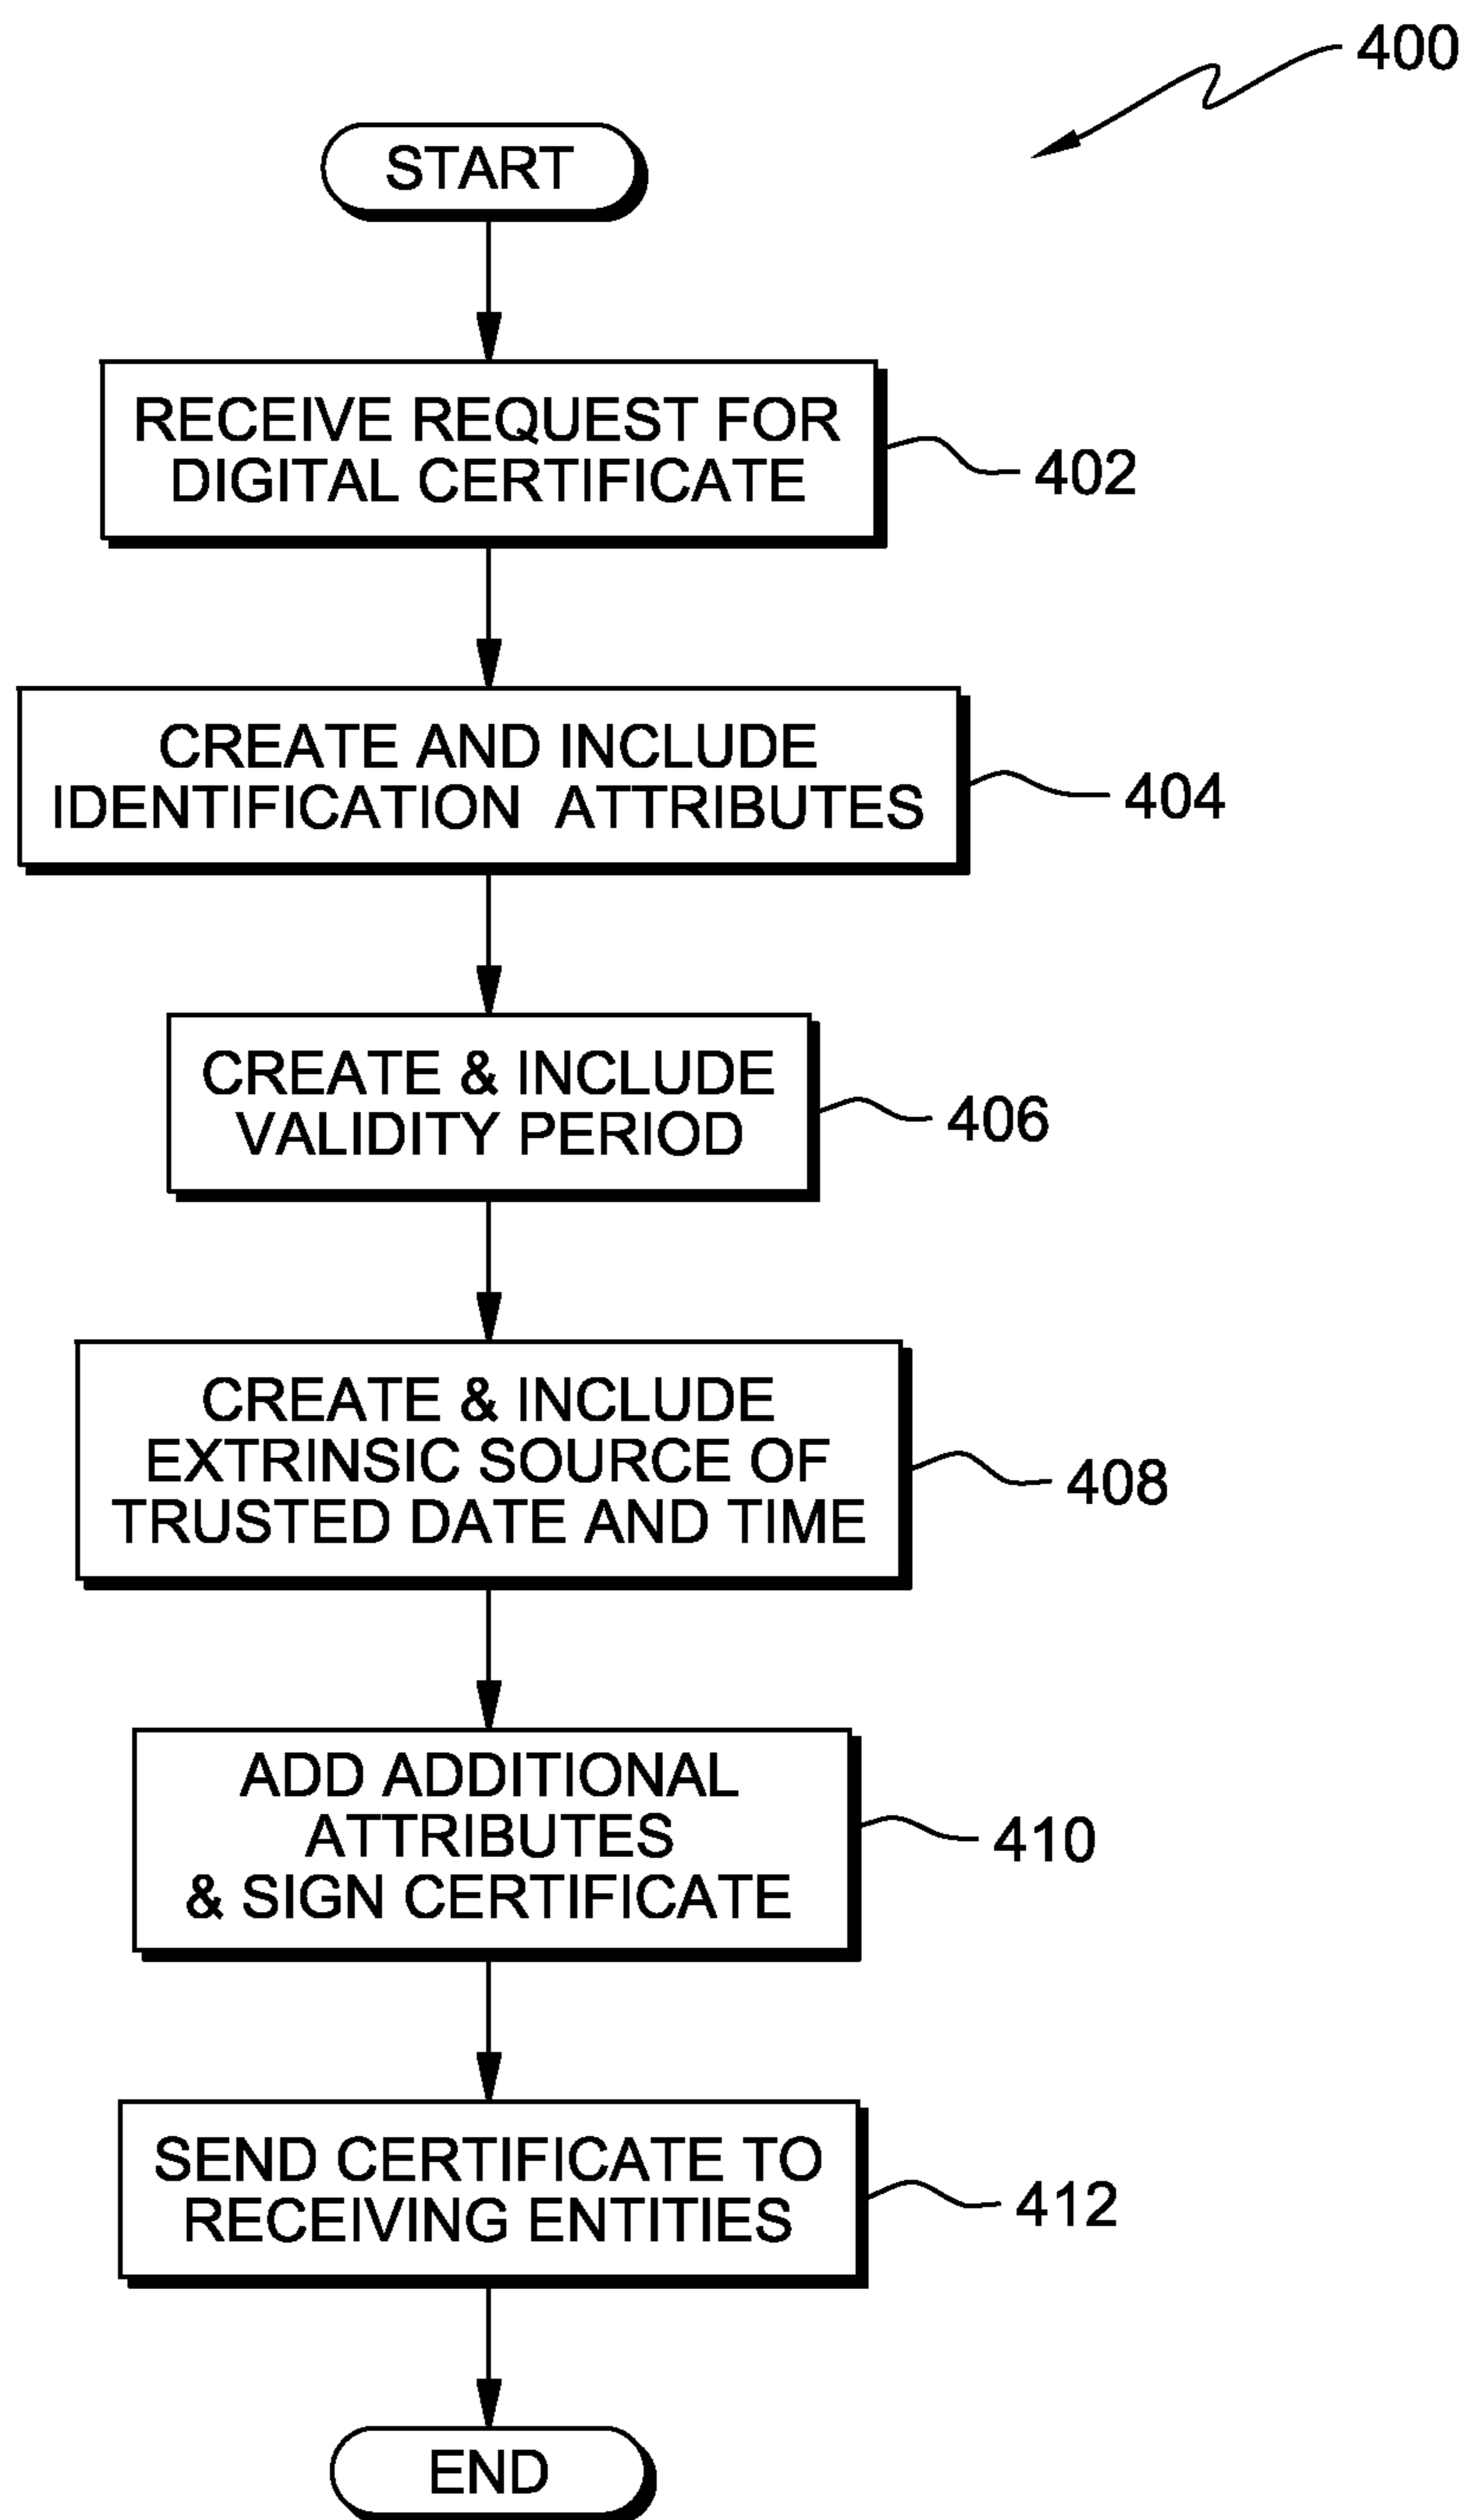 400
START
RECEIVE REQUEST FOR
DIGITAL CERTIFICATE
402
CREATE AND INCLUDE
IDENTIFICATION ATTRIBUTES
404
CREATE & INCLUDE
VALIDITY PERIOD
406
CREATE & INCLUDE
EXTRINSIC SOURCE OF
TRUSTED DATE AND TIME
408
ADD ADDITIONAL
ATTRIBUTES
& SIGN CERTIFICATE
410
SEND CERTIFICATE TO
RECEIVING ENTITIES
412
END